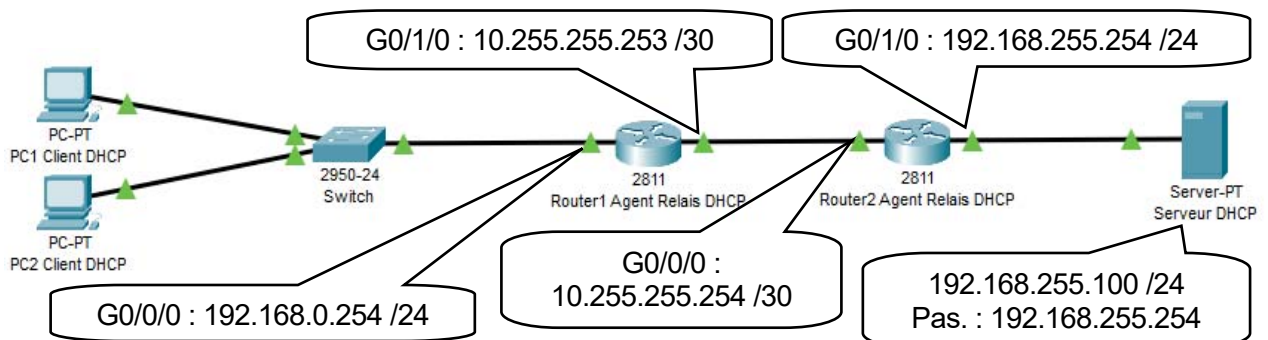 G0/1/0 : 10.255.255.253 /30
G0/1/0 : 192.168.255.254 /24
PC-PT
PC1 Client DHCP
PC-PT
PC2 Client DHCP
2950-24
Switch
2811
Router1 Agent Relais DHCP
2811
Router2 Agent Relais DHCP
Server-PT
Serveur DHCP
G0/0/0 : 192.168.0.254 /24
G0/0/0 :
10.255.255.254 /30
192.168.255.100 /24
Pas. : 192.168.255.254